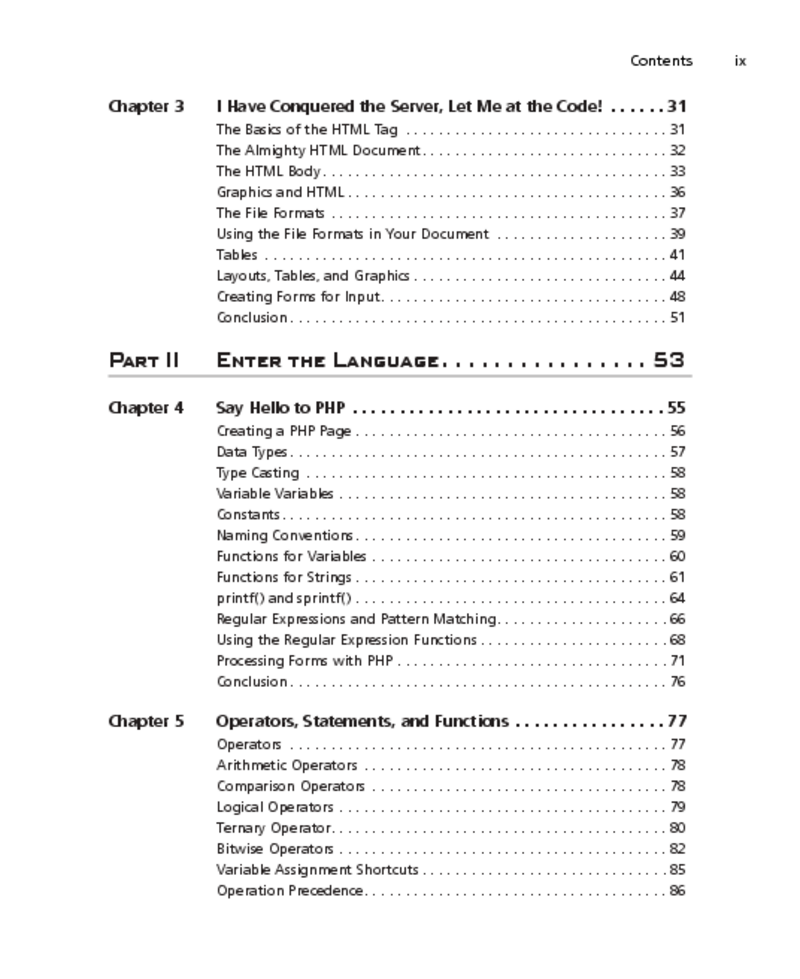 Contents ix
Chapter 3 I Have Conquered the Server, Let Me at the Code! . . . . . . 31
The Basics of the HTML Tag . . . . . . . . . . . . . . . . . . . . . . . . . . . . . . . . 31
The Almighty HTML Document. . . . . . . . . . . . . . . . . . . . . . . . . . . . . . 32
The HTML Body. . . . . . . . . . . . . . . . . . . . . . . . . . . . . . . . . . . . . . . . . . 33
Graphics and HTML . . . . . . . . . . . . . . . . . . . . . . . . . . . . . . . . . . . . . . . 36
The File Formats . . . . . . . . . . . . . . . . . . . . . . . . . . . . . . . . . . . . . . . . . 37
Using the File Formats in Your Document . . . . . . . . . . . . . . . . . . . . . 39
Tables . . . . . . . . . . . . . . . . . . . . . . . . . . . . . . . . . . . . . . . . . . . . . . . . . 41
Layouts, Tables, and Graphics . . . . . . . . . . . . . . . . . . . . . . . . . . . . . . . 44
Creating Forms for Input. . . . . . . . . . . . . . . . . . . . . . . . . . . . . . . . . . . 48
Conclusion . . . . . . . . . . . . . . . . . . . . . . . . . . . . . . . . . . . . . . . . . . . . . . 51
Part II Enter the Language. . . . . . . . . . . . . . . . 53
Chapter 4 Say Hello to PHP . . . . . . . . . . . . . . . . . . . . . . . . . . . . . . . . . 55
Creating a PHP Page . . . . . . . . . . . . . . . . . . . . . . . . . . . . . . . . . . . . . . 56
Data Types. . . . . . . . . . . . . . . . . . . . . . . . . . . . . . . . . . . . . . . . . . . . . . 57
Type Casting . . . . . . . . . . . . . . . . . . . . . . . . . . . . . . . . . . . . . . . . . . . . 58
Variable Variables . . . . . . . . . . . . . . . . . . . . . . . . . . . . . . . . . . . . . . . . 58
Constants . . . . . . . . . . . . . . . . . . . . . . . . . . . . . . . . . . . . . . . . . . . . . . . 58
Naming Conventions . . . . . . . . . . . . . . . . . . . . . . . . . . . . . . . . . . . . . . 59
Functions for Variables . . . . . . . . . . . . . . . . . . . . . . . . . . . . . . . . . . . . 60
Functions for Strings . . . . . . . . . . . . . . . . . . . . . . . . . . . . . . . . . . . . . . 61
printf() and sprintf() . . . . . . . . . . . . . . . . . . . . . . . . . . . . . . . . . . . . . . 64
Regular Expressions and Pattern Matching. . . . . . . . . . . . . . . . . . . . . 66
Using the Regular Expression Functions . . . . . . . . . . . . . . . . . . . . . . . 68
Processing Forms with PHP . . . . . . . . . . . . . . . . . . . . . . . . . . . . . . . . . 71
Conclusion . . . . . . . . . . . . . . . . . . . . . . . . . . . . . . . . . . . . . . . . . . . . . . 76
Chapter 5 Operators, Statements, and Functions . . . . . . . . . . . . . . . . 77
Operators . . . . . . . . . . . . . . . . . . . . . . . . . . . . . . . . . . . . . . . . . . . . . . 77
Arithmetic Operators . . . . . . . . . . . . . . . . . . . . . . . . . . . . . . . . . . . . . 78
Comparison Operators . . . . . . . . . . . . . . . . . . . . . . . . . . . . . . . . . . . . 78
Logical Operators . . . . . . . . . . . . . . . . . . . . . . . . . . . . . . . . . . . . . . . . 79
Ternary Operator. . . . . . . . . . . . . . . . . . . . . . . . . . . . . . . . . . . . . . . . . 80
Bitwise Operators . . . . . . . . . . . . . . . . . . . . . . . . . . . . . . . . . . . . . . . . 82
Variable Assignment Shortcuts . . . . . . . . . . . . . . . . . . . . . . . . . . . . . . 85
Operation Precedence. . . . . . . . . . . . . . . . . . . . . . . . . . . . . . . . . . . . . 86